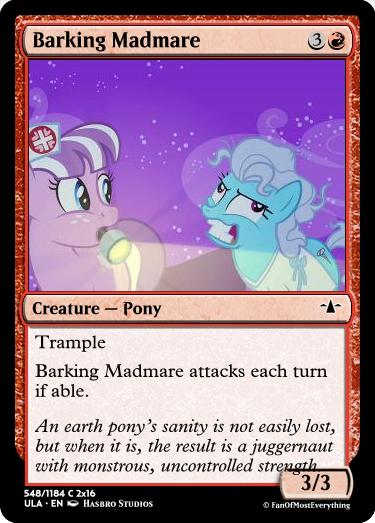 Barking Madmare 3
Creature — Pony
Trample
Barking Madmare attacks each turn
if able.
An earth pony's sanity is not easily lost,
but when it is, the result is a juggernaut
with monstrous, uncontrolled strength.
3/3
548/1184 C 2x16
ULA • EN Hasbro Studios
© FanOfMostEverything